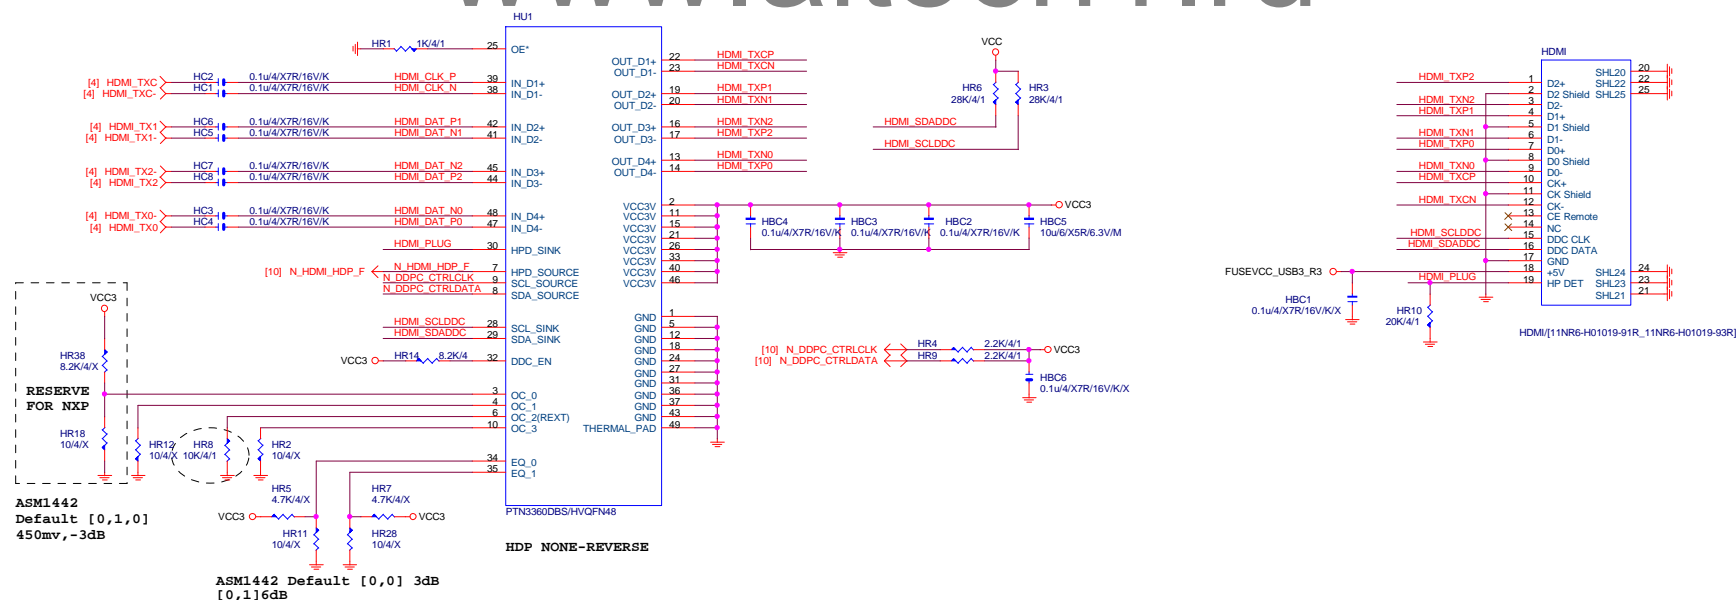 HU1
HR1 1K/4/1 25 OE*
[4] HDMI_TXC HC2 0.1u/4/X7R/16V/K HDMI_CLK_P 39 IN_D1+
[4] HDMI_TXC- HC1 0.1u/4/X7R/16V/K HDMI_CLK_N 38 IN_D1-
[4] HDMI_TX1 HC6 0.1u/4/X7R/16V/K HDMI_DAT_P1 42 IN_D2+
[4] HDMI_TX1- HC5 0.1u/4/X7R/16V/K HDMI_DAT_N1 41 IN_D2-
[4] HDMI_TX2- HC7 0.1u/4/X7R/16V/K HDMI_DAT_N2 45 IN_D3+
[4] HDMI_TX2 HC8 0.1u/4/X7R/16V/K HDMI_DAT_P2 44 IN_D3-
[4] HDMI_TX0- HC3 0.1u/4/X7R/16V/K HDMI_DAT_N0 48 IN_D4+
[4] HDMI_TX0 HC4 0.1u/4/X7R/16V/K HDMI_DAT_P0 47 IN_D4-
HDMI_PLUG 30 HPD_SINK
[10] N_HDMI_HDP_F N_HDMI_HDP_F 7 HPD_SOURCE
N_DDPC_CTRLCLK 9 SCL_SOURCE
N_DDPC_CTRLDATA 8 SDA_SOURCE
HDMI_SCLDDC 28 SCL_SINK
HDMI_SDADDC 29 SDA_SINK
VCC3 HR14 8.2K/4 32 DDC_EN
3 OC_0
4 OC_1
6 OC_2(REXT)
10 OC_3
34 EQ_0
35 EQ_1
OUT_D1+ 22 HDMI_TXCP
OUT_D1- 23 HDMI_TXCN
OUT_D2+ 19 HDMI_TXP1
OUT_D2- 20 HDMI_TXN1
OUT_D3+ 16 HDMI_TXN2
OUT_D3- 17 HDMI_TXP2
OUT_D4+ 13 HDMI_TXN0
OUT_D4- 14 HDMI_TXP0
VCC3V 2
VCC3V 11
VCC3V 15
VCC3V 21
VCC3V 26
VCC3V 33
VCC3V 40
VCC3V 46
GND 1
GND 5
GND 12
GND 18
GND 24
GND 27
GND 31
GND 36
GND 37
GND 43
THERMAL_PAD 49
PTN3360DBS/HVQFN48
HDP NONE-REVERSE
VCC3
HR38
8.2K/4/X
RESERVE
FOR NXP
HR18
10/4/X
HR12
10/4/X
HR8
10K/4/1
HR2
10/4/X
ASM1442
Default [0,1,0]
450mv,-3dB
HR5
4.7K/4/X
HR7
4.7K/4/X
VCC3
VCC3
HR11
10/4/X
HR28
10/4/X
ASM1442 Default [0,0] 3dB
[0,1]6dB
VCC
HR6
28K/4/1
HR3
28K/4/1
HDMI_SDADDC
HDMI_SCLDDC
VCC3
HBC4
0.1u/4/X7R/16V/K
HBC3
0.1u/4/X7R/16V/K
HBC2
0.1u/4/X7R/16V/K
HBC5
10u/6/X5R/6.3V/M
[10] N_DDPC_CTRLCLK HR4 2.2K/4/1 VCC3
[10] N_DDPC_CTRLDATA HR9 2.2K/4/1
HBC6
0.1u/4/X7R/16V/K/X
HDMI
HDMI_TXP2 1 D2+
2 D2 Shield
HDMI_TXN2 3 D2-
HDMI_TXP1 4 D1+
5 D1 Shield
HDMI_TXN1 6 D1-
HDMI_TXP0 7 D0+
8 D0 Shield
HDMI_TXN0 9 D0-
HDMI_TXCP 10 CK+
11 CK Shield
HDMI_TXCN 12 CK-
13 CE Remote
14 NC
HDMI_SCLDDC 15 DDC CLK
HDMI_SDADDC 16 DDC DATA
17 GND
FUSEVCC_USB3_R3 18 +5V
HDMI_PLUG 19 HP DET
SHL20 20
SHL22 22
SHL25 25
SHL24 24
SHL23 23
SHL21 21
HBC1
0.1u/4/X7R/16V/K/X
HR10
20K/4/1
HDMI/[11NR6-H01019-91R_11NR6-H01019-93R]